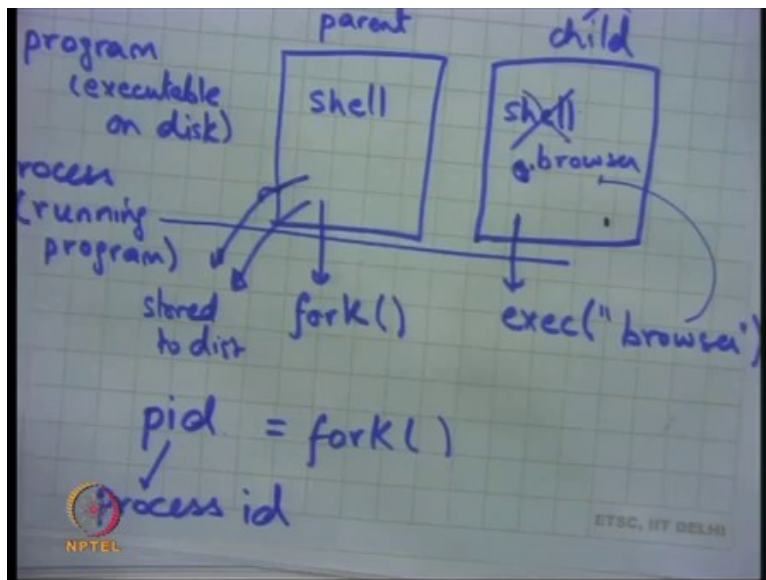 parent
child
program
(executable
on disk)
shell
shell
browser
rocess
(running
program)
stored
to disk
fork()
exec("browser")
pid = fork()
rocess id
NPTEL
ETSC, IIT DELHI